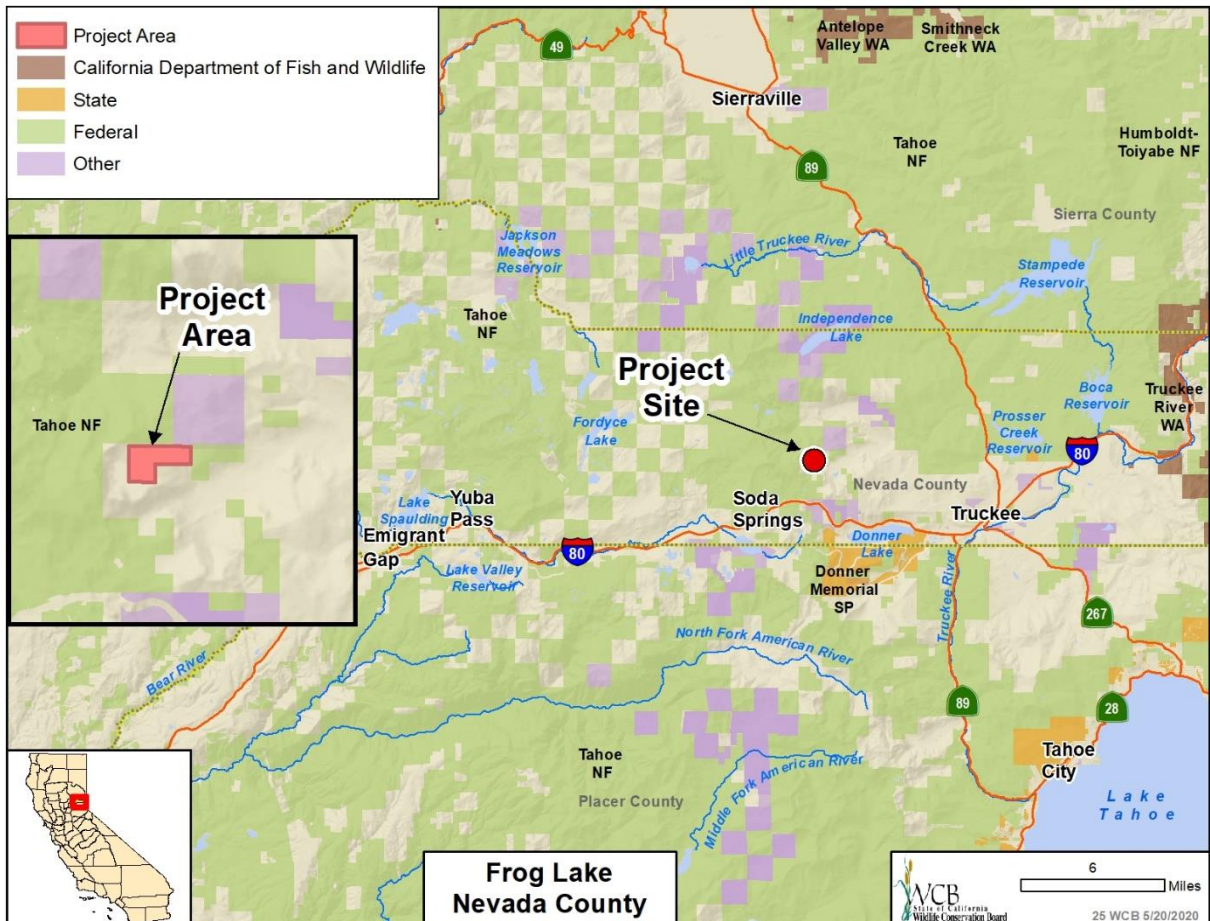 Project Area
California Department of Fish and Wildlife
State
Federal
Other
49
Antelope
Valley WA
Smithneck
Creek WA
Sierraville
89
Tahoe
NF
Humboldt-
Toiyabe NF
Sierra County
Jackson
Meadows
Reservoir
Little Truckee River
Stampede
Reservoir
Tahoe
NF
Independence
Lake
Project
Area
Tahoe NF
Project
Site
Fordyce
Lake
Boca
Reservoir
Truckee
River
WA
Prosser
Creek
Reservoir
80
Nevada County
Lake
Spaulding
Yuba
Pass
Emigrant
Gap
Soda
Springs
Truckee
Donner
Lake
80
Lake Valley
Reservoir
Donner
Memorial
SP
Truckee River
267
North Fork American River
Bear River
89
28
Tahoe
City
Tahoe
NF
Placer County
Middle Fork American River
Lake
Tahoe
Frog Lake
Nevada County
WCB
State of California
Wildlife Conservation Board
6
Miles
25 WCB 5/20/2020